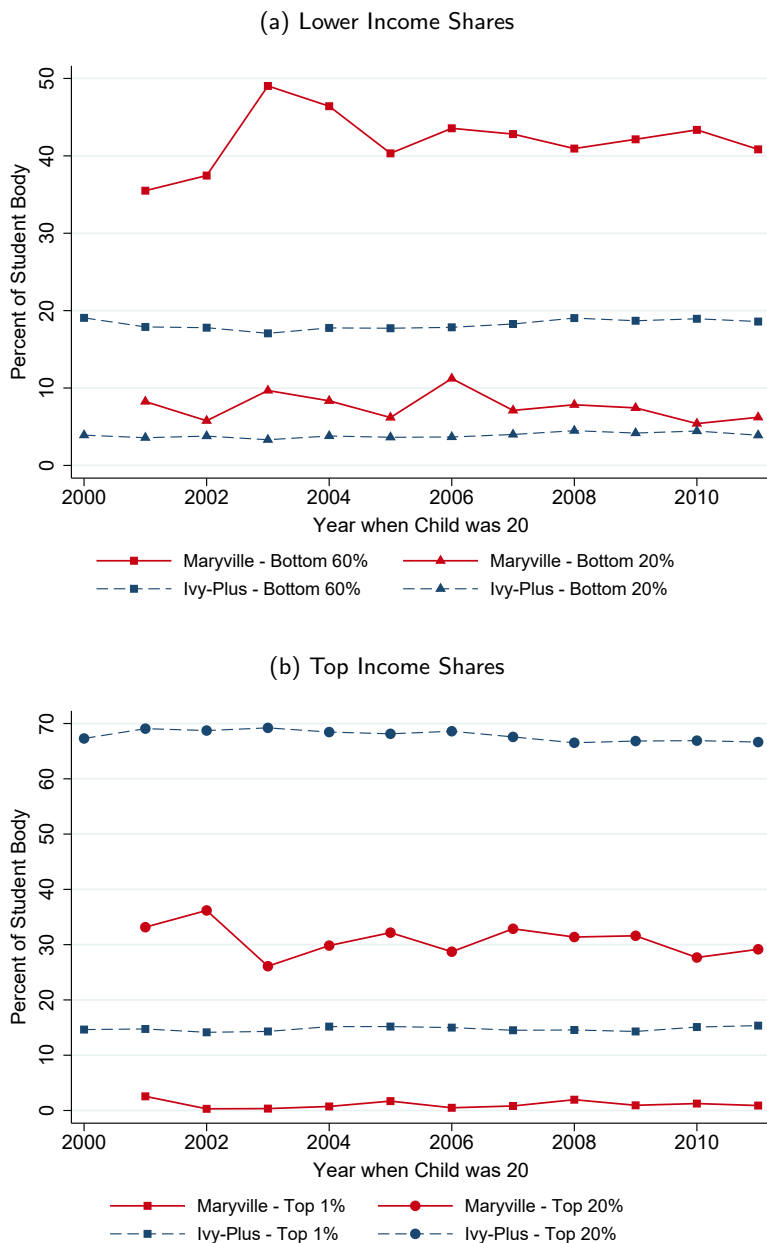 (a) Lower Income Shares
Percent of Student Body
50
40
30
20
10
0
2000 2002 2004 2006 2008 2010
Year when Child was 20
Maryville - Bottom 60% Maryville - Bottom 20%
Ivy-Plus - Bottom 60% Ivy-Plus - Bottom 20%
(b) Top Income Shares
Percent of Student Body
70
60
50
40
30
20
10
0
2000 2002 2004 2006 2008 2010
Year when Child was 20
Maryville - Top 1% Maryville - Top 20%
Ivy-Plus - Top 1% Ivy-Plus - Top 20%